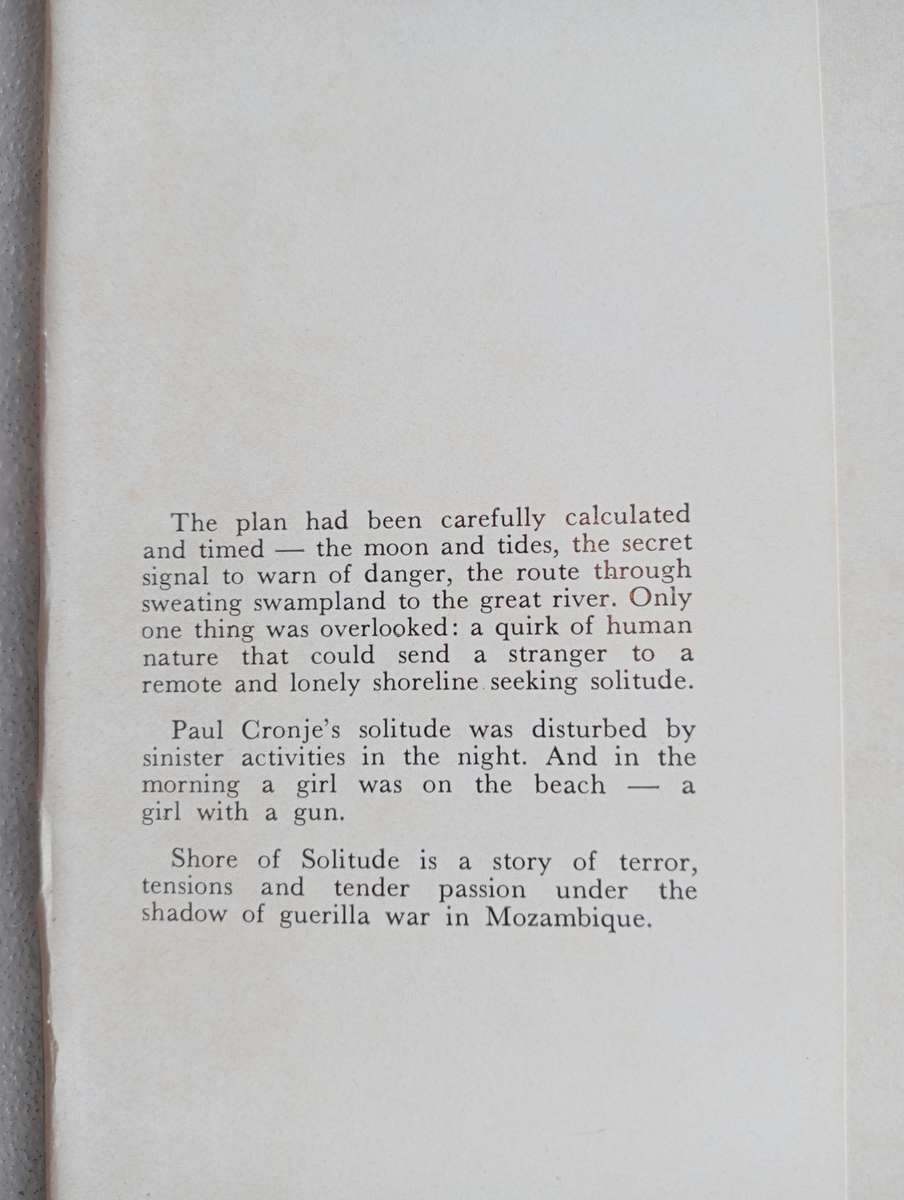 The plan had been carefully calculated
and timed — the moon and tides, the secret
signal to warn of danger, the route through
sweating swampland to the great river. Only
one thing was overlooked: a quirk of human
nature that could send a stranger to a
remote and lonely shoreline seeking solitude.
Paul Cronje's solitude was disturbed by
sinister activities in the night. And in the
morning a girl was on the beach — a
girl with a gun.
Shore of Solitude is a story of terror,
tensions and tender passion under the
shadow of guerilla war in Mozambique.